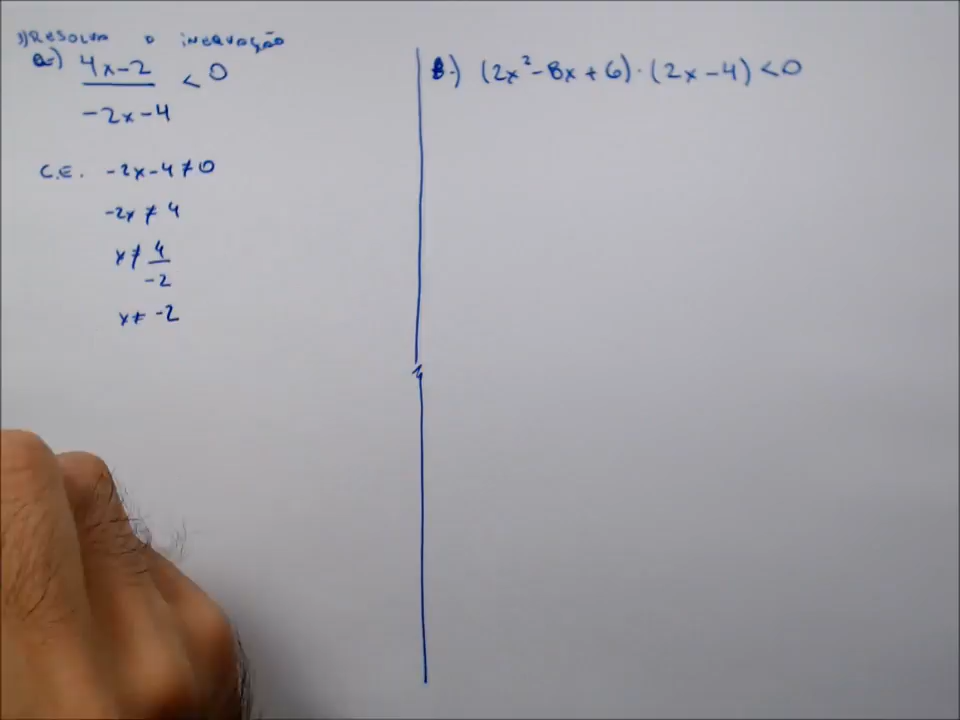 1) RESOLVA O INEQUAÇÃO
a-) 4x-2 / -2x-4 < 0
C.E. -2x-4 ≠ 0
-2x ≠ 4
x ≠ 4 / -2
x ≠ -2
B-) (2x² - 8x + 6) · (2x - 4) < 0